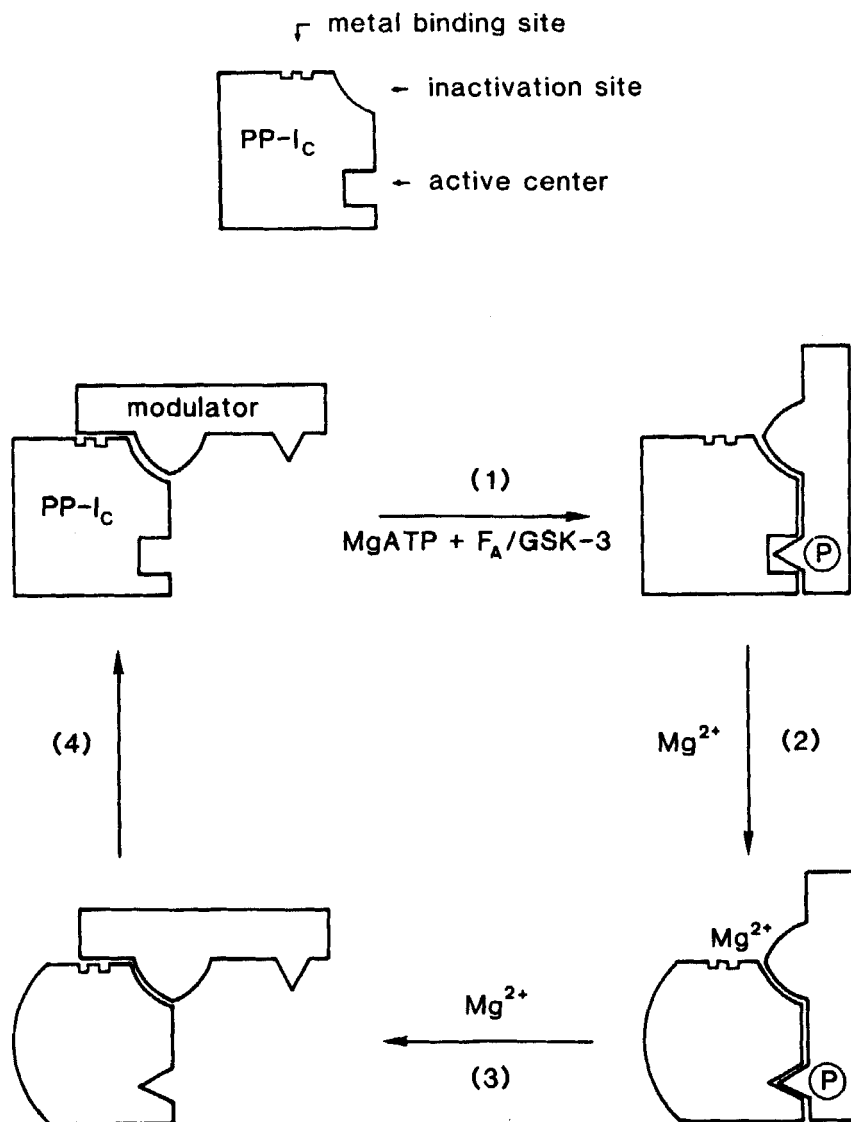 metal binding site
inactivation site
PP-I_C
active center
modulator
PP-I_C
(1)
MgATP + F_A/GSK-3
P
(4)
Mg²⁺ (2)
Mg²⁺
Mg²⁺
(3)
P